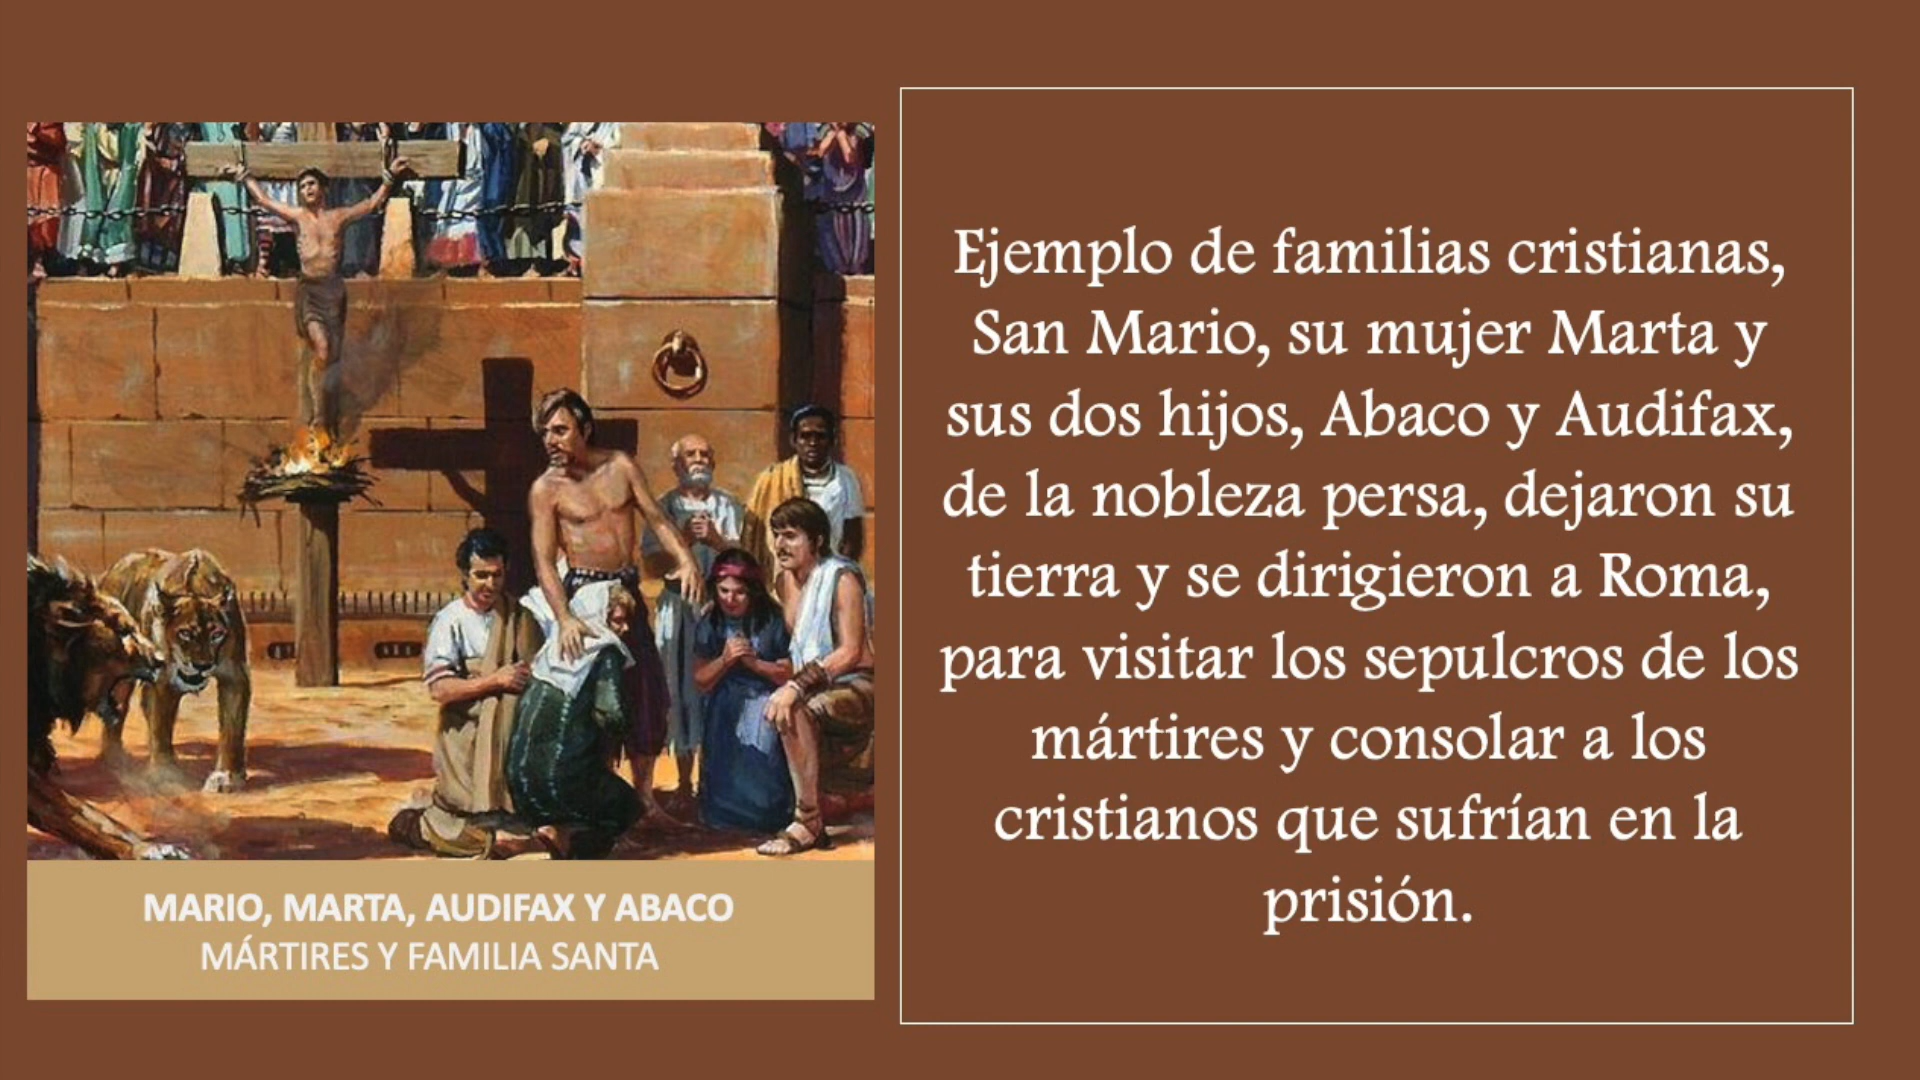 MARIO, MARTA, AUDIFAX Y ABACO
MÁRTIRES Y FAMILIA SANTA
Ejemplo de familias cristianas,
San Mario, su mujer Marta y
sus dos hijos, Abaco y Audifax,
de la nobleza persa, dejaron su
tierra y se dirigieron a Roma,
para visitar los sepulcros de los
mártires y consolar a los
cristianos que sufrían en la
prisión.